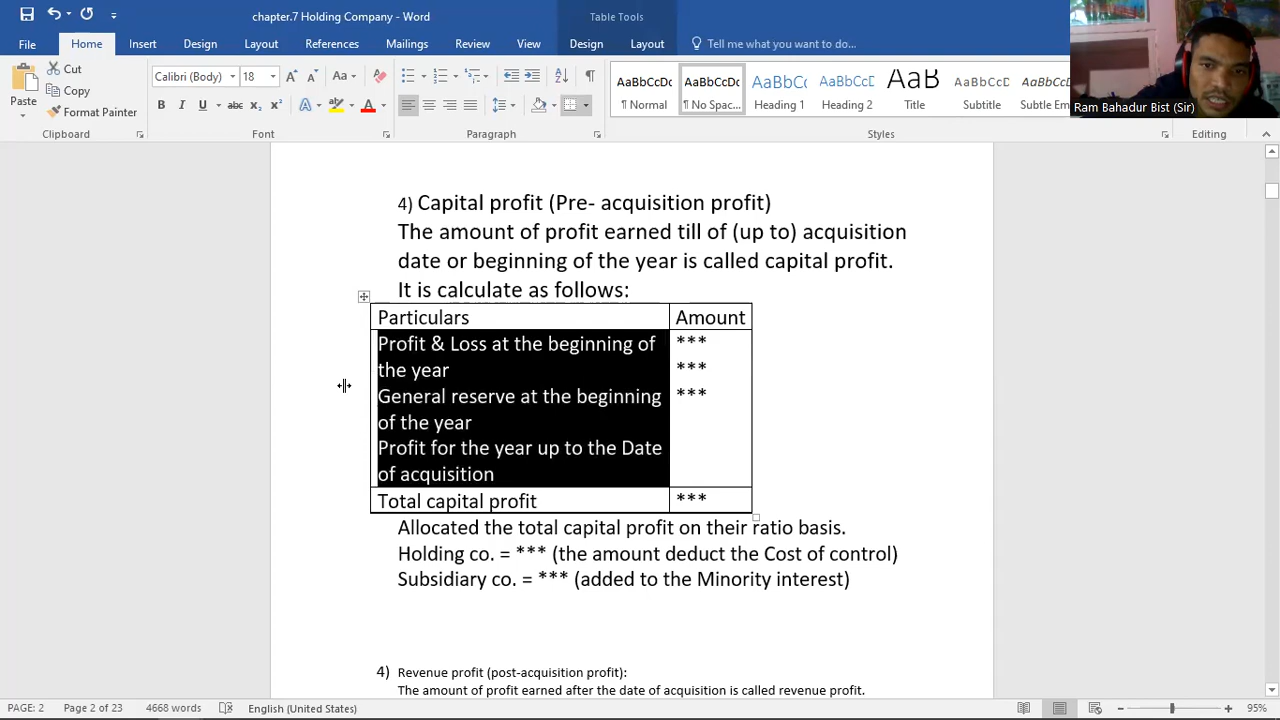 chapter.7 Holding Company - Word
Table Tools
File Home Insert Design Layout References Mailings Review View Design Layout Tell me what you want to do...
Ram Bahadur Bist (Sir)
Paste
Cut
Copy
Format Painter
Calibri (Body) 18
AaBbCcDc AaBbCcDc AaBbCc AaBbCcC AaB AaBbCcD AaBbCcDc
¶ Normal ¶ No Spac... Heading 1 Heading 2 Title Subtitle Subtle Em
Clipboard Font Paragraph Styles Editing
4) Capital profit (Pre- acquisition profit)
The amount of profit earned till of (up to) acquisition
date or beginning of the year is called capital profit.
It is calculate as follows:
Particulars Amount
Profit & Loss at the beginning of ***
the year ***
General reserve at the beginning ***
of the year
Profit for the year up to the Date
of acquisition
Total capital profit ***
Allocated the total capital profit on their ratio basis.
Holding co. = *** (the amount deduct the Cost of control)
Subsidiary co. = *** (added to the Minority interest)
4) Revenue profit (post-acquisition profit):
The amount of profit earned after the date of acquisition is called revenue profit.
PAGE: 2 Page 2 of 23 4668 words English (United States) 95%